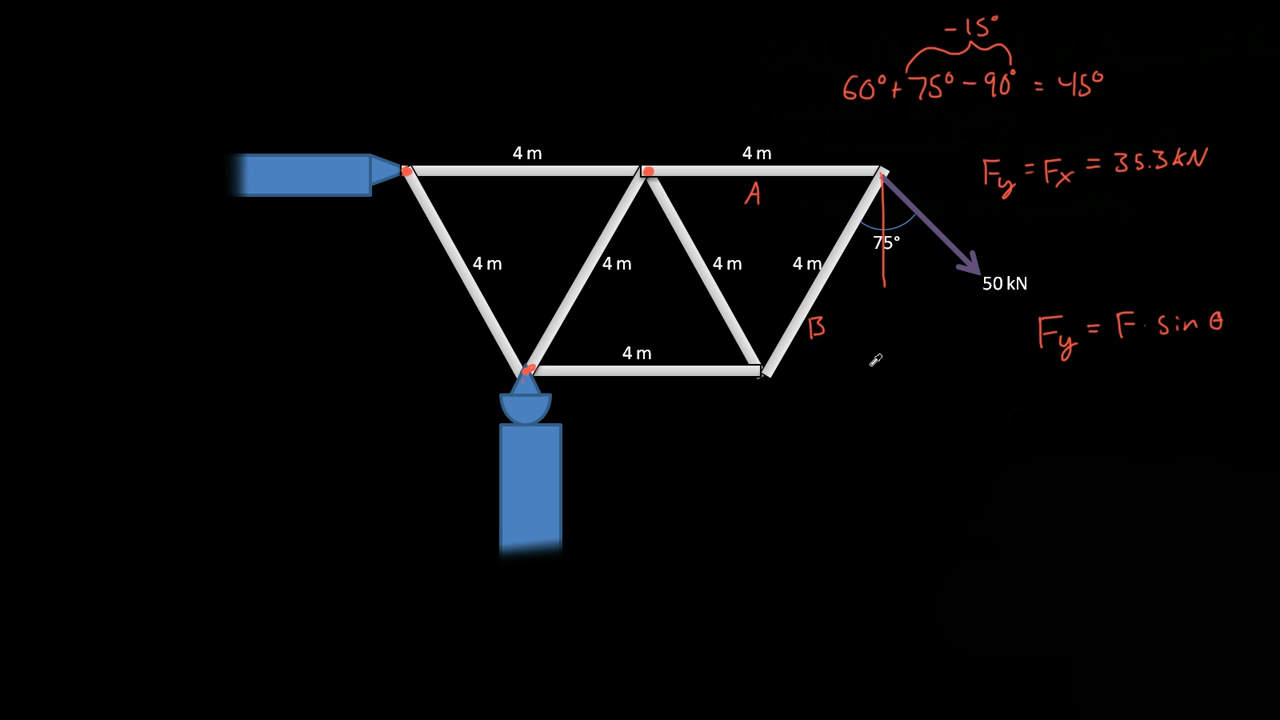 -15°
60° + 75° - 90° = 45°
4 m
4 m
Fy = Fx = 35.3 kN
A
75°
4 m
4 m
4 m
4 m
50 kN
B
Fy = F · sin θ
4 m